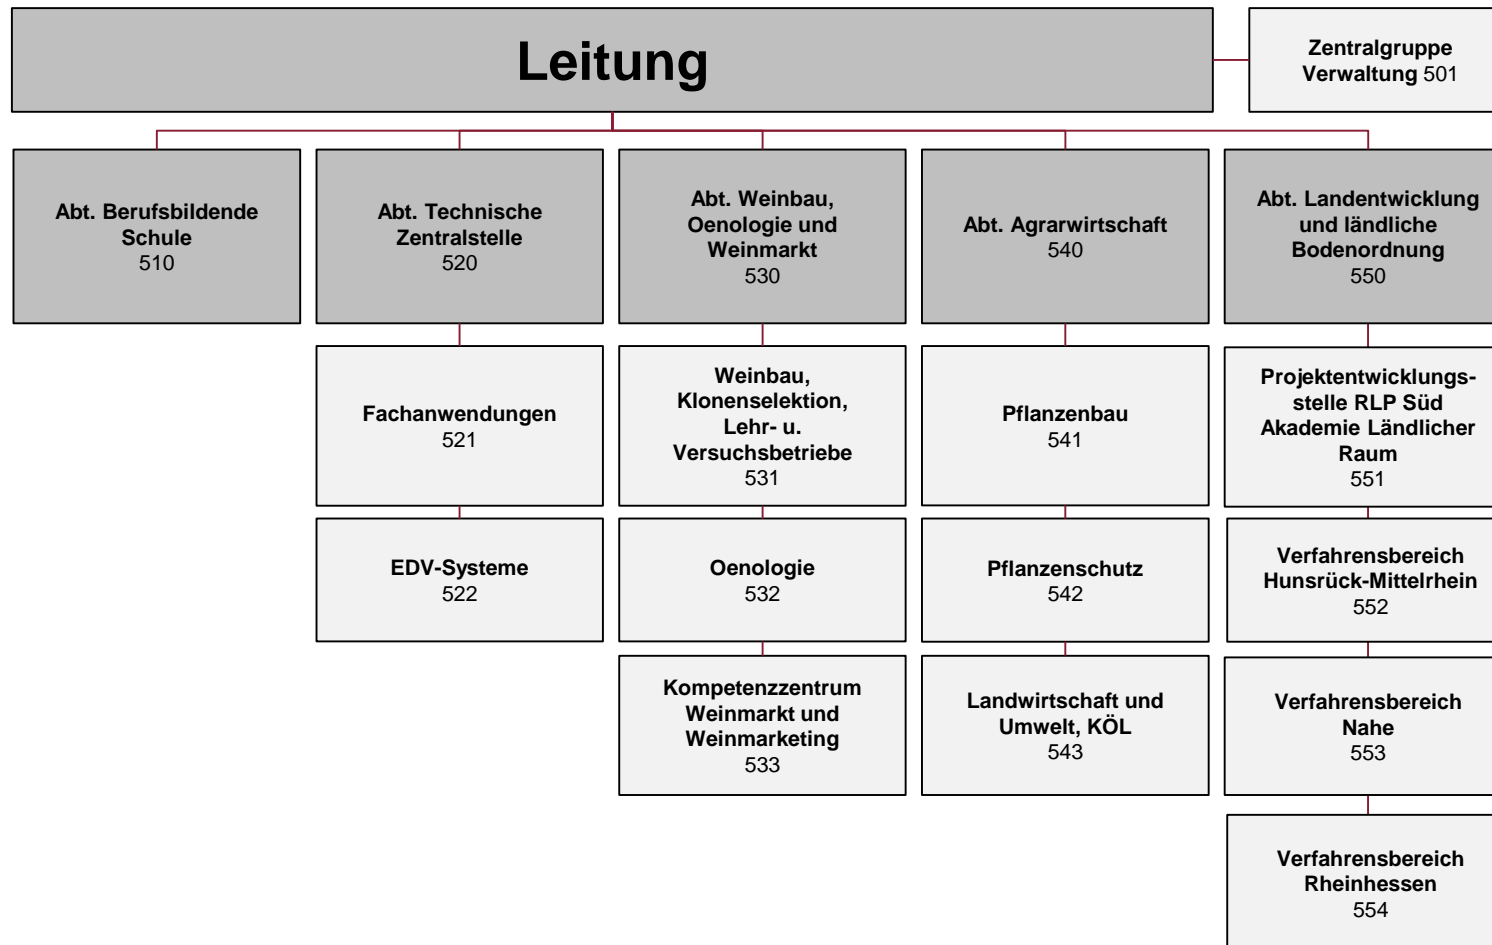 Leitung
Zentralgruppe
Verwaltung 501
Abt. Berufsbildende
Schule
510
Abt. Technische
Zentralstelle
520
Abt. Weinbau,
Oenologie und
Weinmarkt
530
Abt. Agrarwirtschaft
540
Abt. Landentwicklung
und ländliche
Bodenordnung
550
Fachanwendungen
521
Weinbau,
Klonenselektion,
Lehr- u.
Versuchsbetriebe
531
Pflanzenbau
541
Projektentwicklungs-
stelle RLP Süd
Akademie Ländlicher
Raum
551
EDV-Systeme
522
Oenologie
532
Pflanzenschutz
542
Verfahrensbereich
Hunsrück-Mittelrhein
552
Kompetenzzentrum
Weinmarkt und
Weinmarketing
533
Landwirtschaft und
Umwelt, KÖL
543
Verfahrensbereich
Nahe
553
Verfahrensbereich
Rheinhessen
554